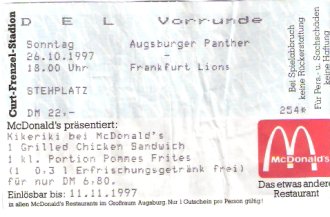 D E L    Vorrunde
Sonntag    Augsburger Panther
26.10.1997    -
18.00 Uhr    Frankfurt Lions
STEHPLATZ
DM 22,-    254*
Curt-Frenzel-Stadion
Bei Spielabbruch
keine Rückerstattung
Für Pers.- u. Sachschäden
keine Haftung
McDonald's präsentiert:
Kikeriki bei McDonald's
1 Grilled Chicken Sandwich
1 kl. Portion Pommes Frites
(1 0,3 l Erfrischungsgetränk frei)
für nur DM 6,80.
Einlösbar bis: 11.11.1997
in allen McDonald's Restaurants im Großraum Augsburg. Nur 1 Gutschein pro Person gültig!
McDonald's
Das etwas andere
Restaurant